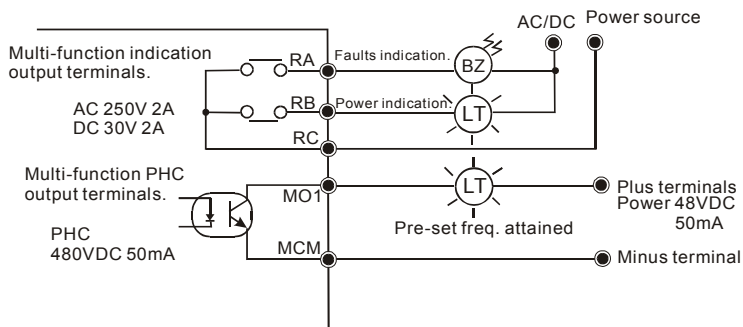 AC/DC
Power source
Multi-function indication
output terminals.
RA
Faults indication.
BZ
AC 250V 2A
DC 30V 2A
RB
Power indication.
LT
RC
Multi-function PHC
output terminals.
MO1
LT
Plus terminals
Power 48VDC
50mA
Pre-set freq. attained
PHC
480VDC 50mA
MCM
Minus terminal